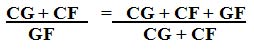 CG + CF = CG + CF + GF
GF CG + CF